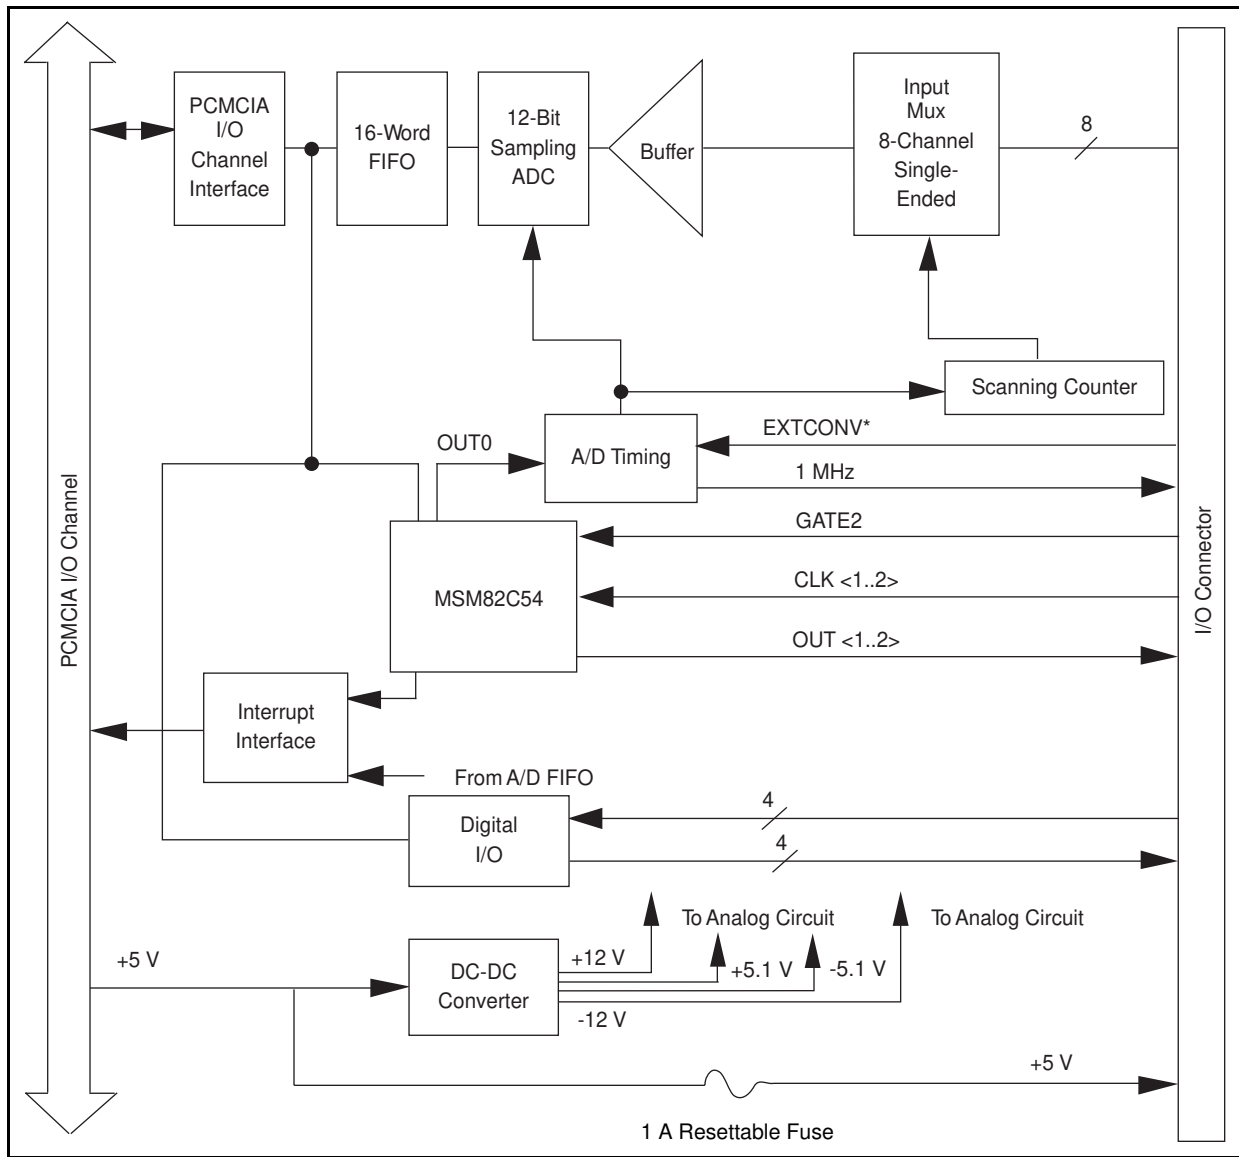 PCMCIA
I/O
Channel
Interface
16-Word
FIFO
12-Bit
Sampling
ADC
Buffer
Input
Mux
8-Channel
Single-
Ended
8
Scanning Counter
OUT0
A/D Timing
EXTCONV*
1 MHz
GATE2
MSM82C54
CLK <1..2>
OUT <1..2>
PCMCIA I/O Channel
I/O Connector
Interrupt
Interface
From A/D FIFO
Digital
I/O
4
4
To Analog Circuit
To Analog Circuit
+5 V
DC-DC
Converter
+12 V
+5.1 V
-5.1 V
-12 V
+5 V
1 A Resettable Fuse